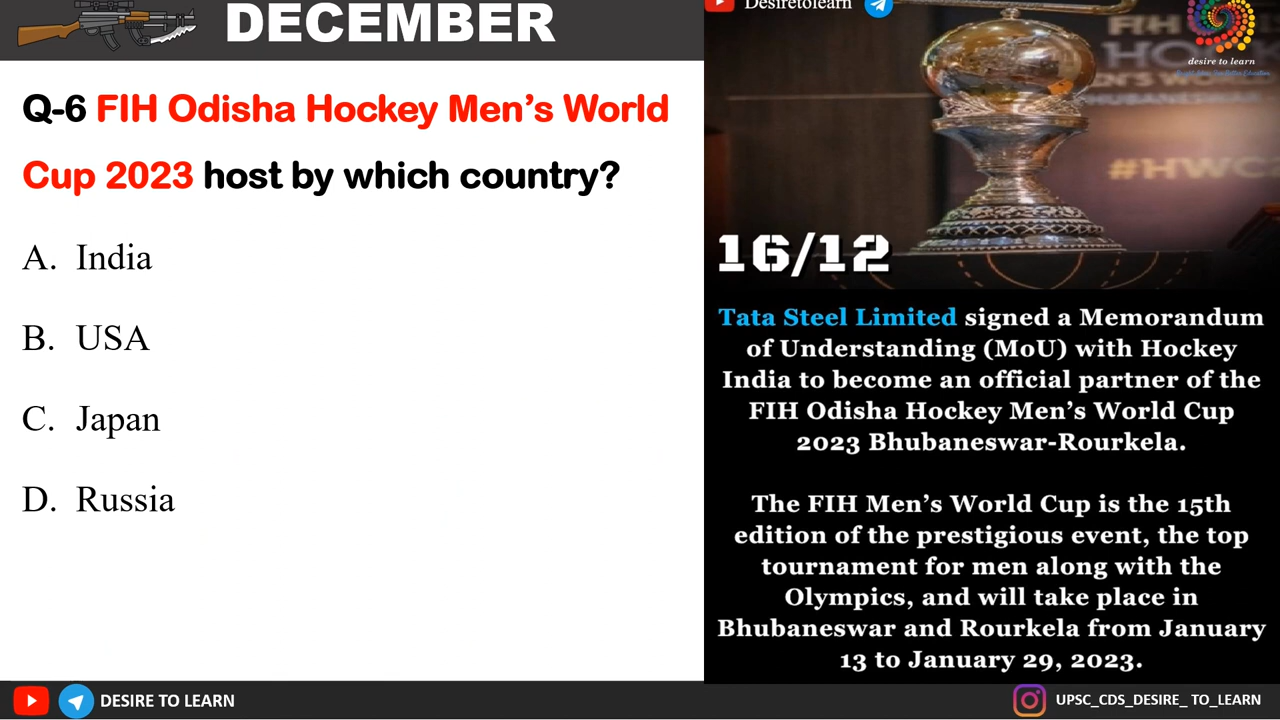 DECEMBER
Q-6 FIH Odisha Hockey Men's World
Cup 2023 host by which country?
A. India
B. USA
C. Japan
D. Russia
Desiretolearn
desire to learn
#HWC2
16/12
Tata Steel Limited signed a Memorandum
of Understanding (MoU) with Hockey
India to become an official partner of the
FIH Odisha Hockey Men's World Cup
2023 Bhubaneswar-Rourkela.
The FIH Men's World Cup is the 15th
edition of the prestigious event, the top
tournament for men along with the
Olympics, and will take place in
Bhubaneswar and Rourkela from January
13 to January 29, 2023.
DESIRE TO LEARN
UPSC_CDS_DESIRE_ TO_LEARN